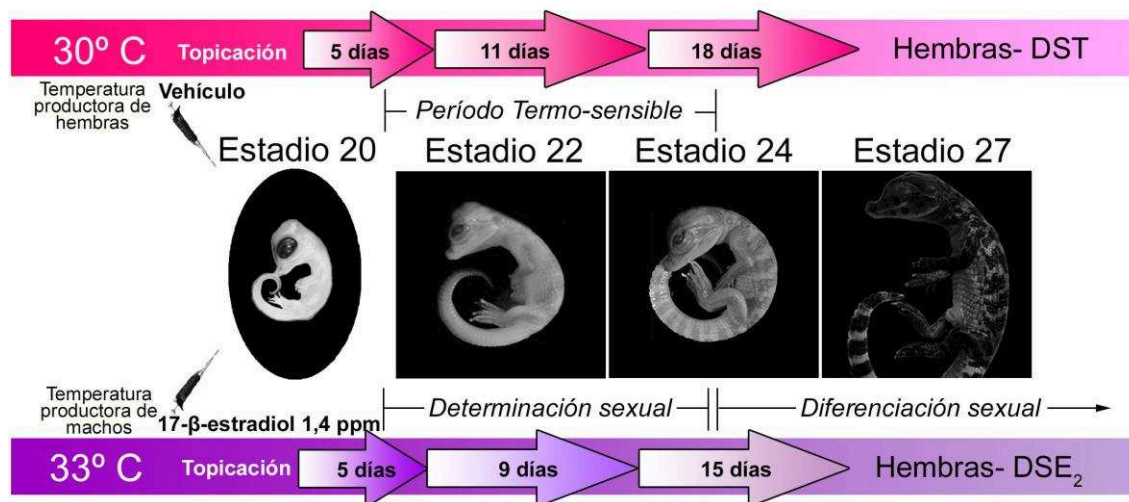 30º C Topicación 5 días 11 días 18 días Hembras- DST
Temperatura
productora de
hembras
Vehículo
Período Termo-sensible
Estadio 20 Estadio 22 Estadio 24 Estadio 27
Temperatura
productora de
machos
17-β-estradiol 1,4 ppm
Determinación sexual Diferenciación sexual
33º C Topicación 5 días 9 días 15 días Hembras- DSE₂